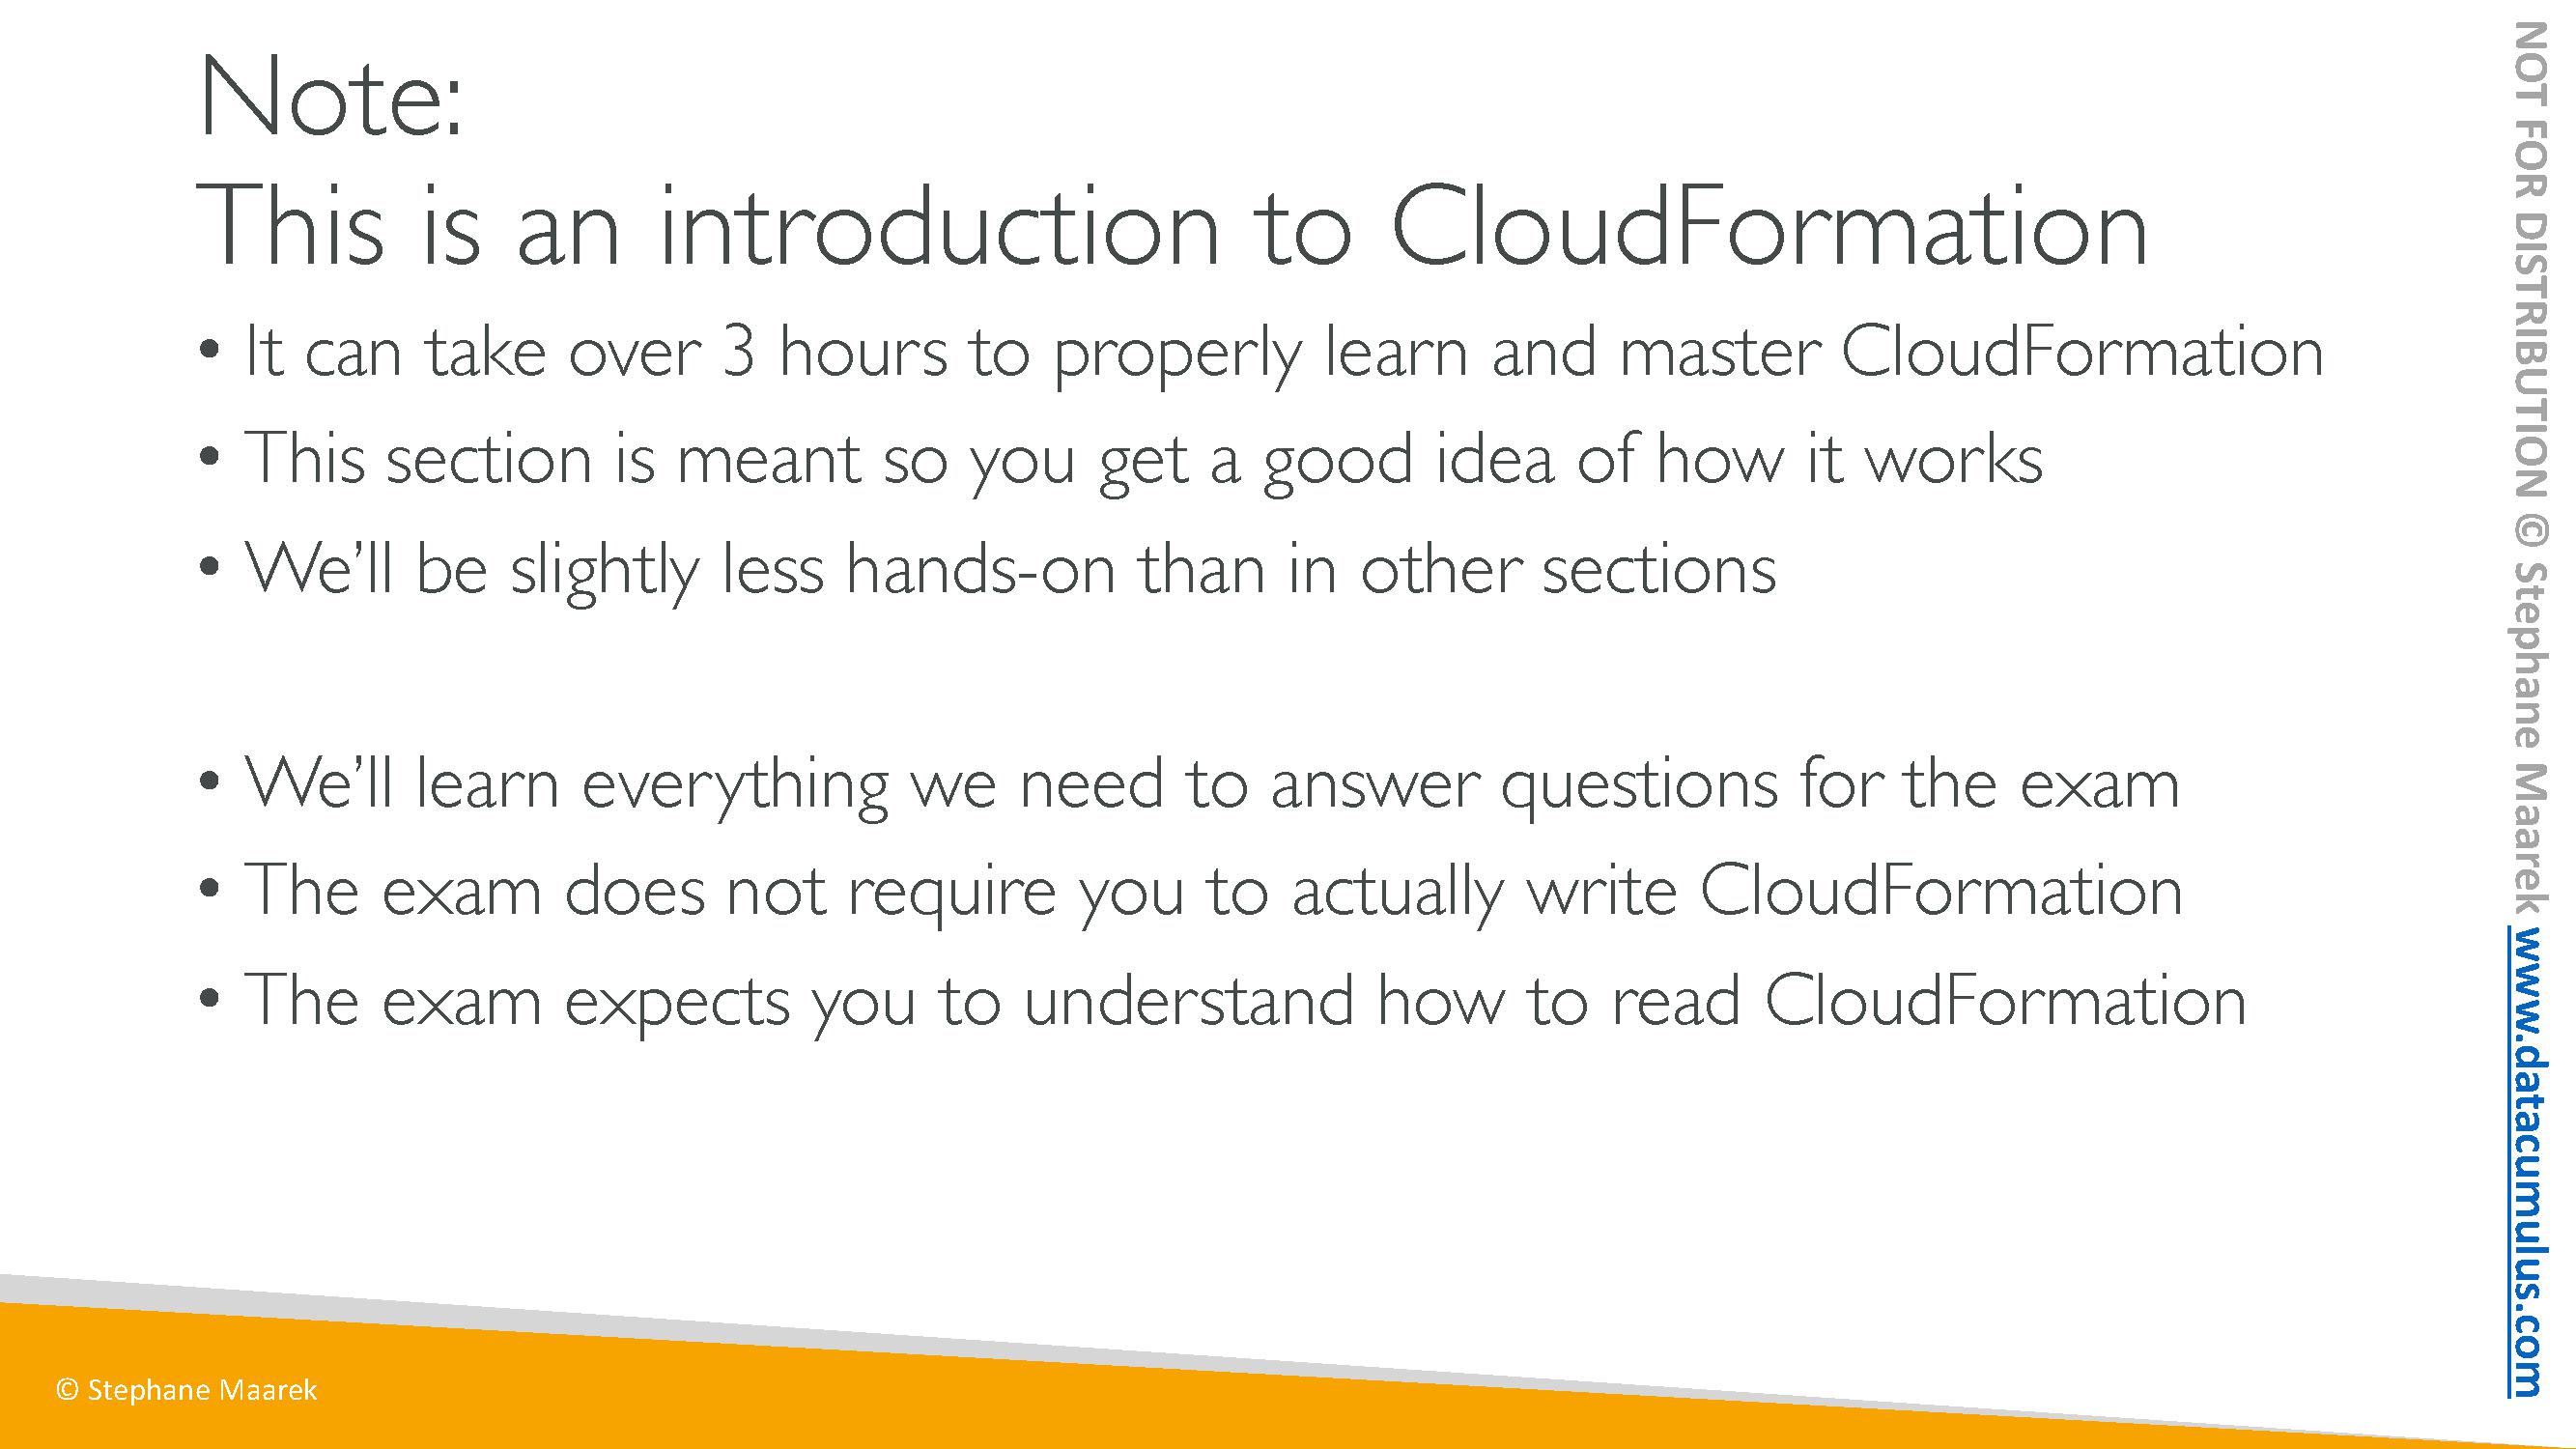 Note:
This is an introduction to CloudFormation
• It can take over 3 hours to properly learn and master CloudFormation
• This section is meant so you get a good idea of how it works
• We’ll be slightly less hands-on than in other sections
• We’ll learn everything we need to answer questions for the exam
• The exam does not require you to actually write CloudFormation
• The exam expects you to understand how to read CloudFormation
© Stephane Maarek
NOT FOR DISTRIBUTION © Stephane Maarek www.datacumulus.com